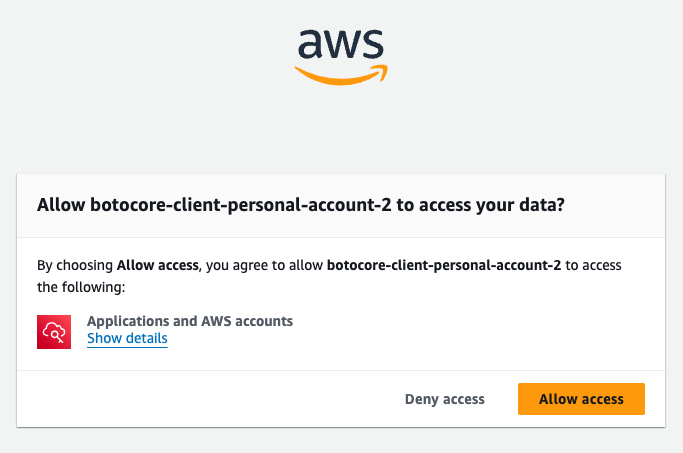 aws
Allow botocore-client-personal-account-2 to access your data?
By choosing Allow access, you agree to allow botocore-client-personal-account-2 to access
the following:
Applications and AWS accounts
Show details
Deny access
Allow access